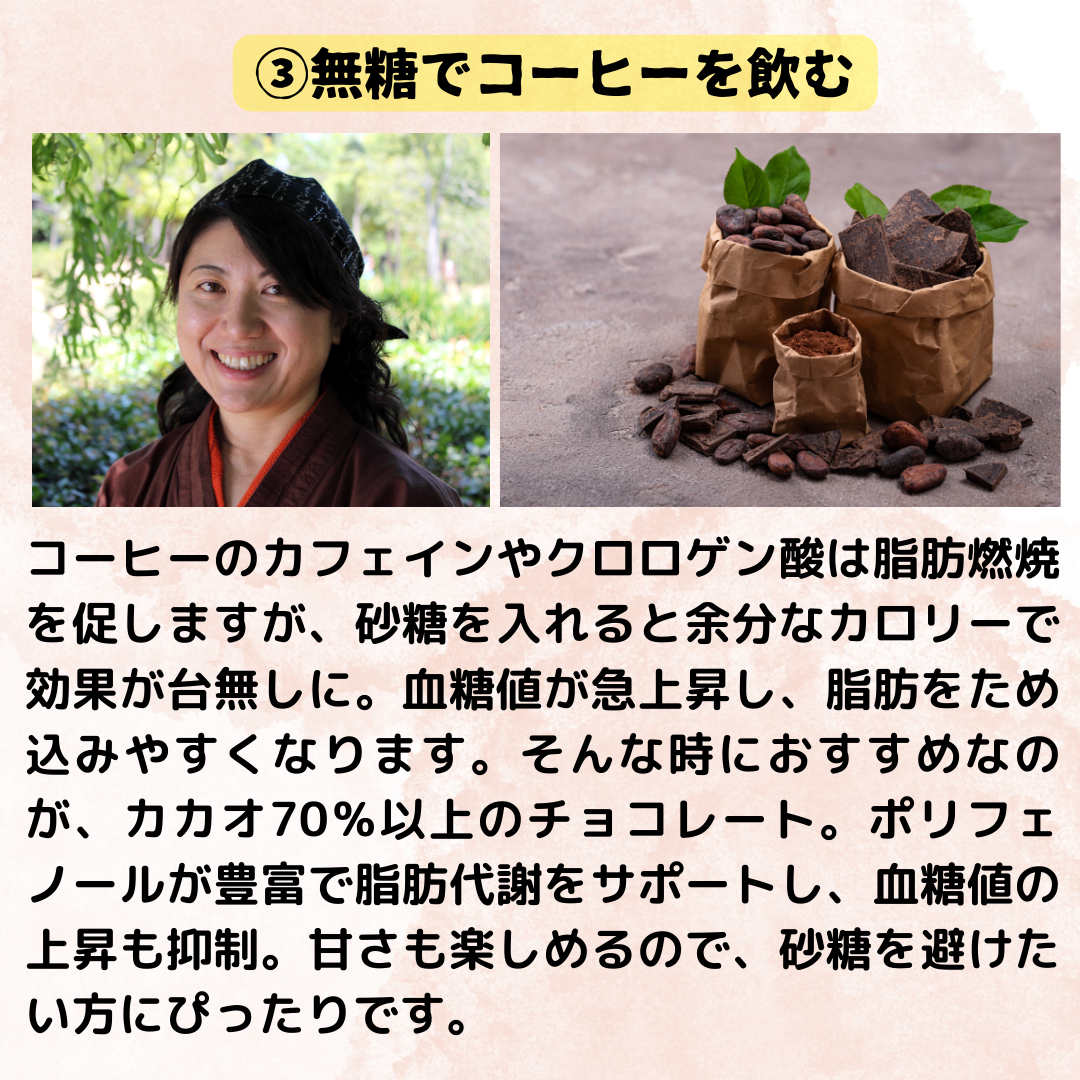 ③無糖でコーヒーを飲む
コーヒーのカフェインやクロロゲン酸は脂肪燃焼
を促しますが、砂糖を入れると余分なカロリーで
効果が台無しに。血糖値が急上昇し、脂肪をため
込みやすくなります。そんな時におすすめなの
が、カカオ70%以上のチョコレート。ポリフェ
ノールが豊富で脂肪代謝をサポートし、血糖値の
上昇も抑制。甘さも楽しめるので、砂糖を避けた
い方にぴったりです。